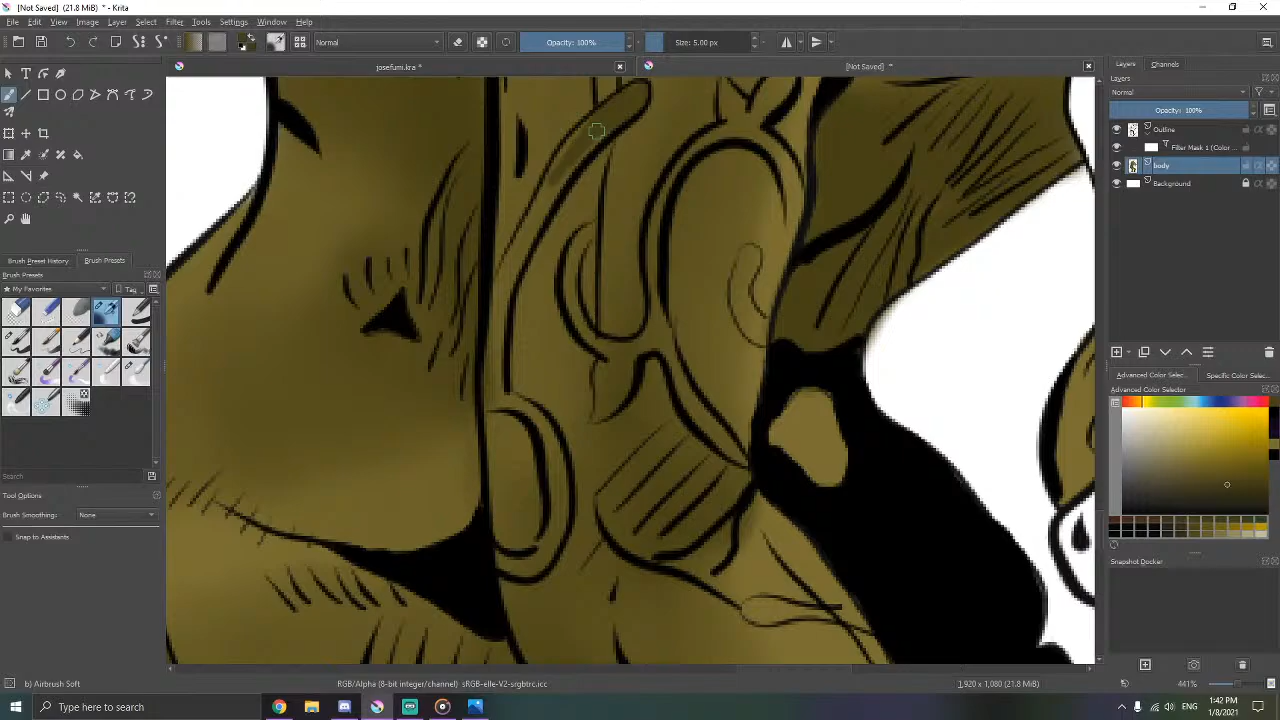 [Not Saved] (21.8 MiB) * - Krita
File Edit View Image Layer Select Filter Tools Settings Window Help
Normal
Opacity: 100%
Size: 5.00 px
josefumi.kra *
[Not Saved] *
Layers Channels
Layers
Normal
Opacity: 100%
Outline
Filter Mask 1 (Color ...
body
Background
Brush Preset History Brush Presets
Brush Presets
My Favorites
Tag
Search
Tool Options
Brush Smoothing: None
Snap to Assistants
Advanced Color Selec... Specific Color Selec...
Advanced Color Selector
Snapshot Docker
b) Airbrush Soft
RGB/Alpha (8-bit integer/channel) sRGB-elle-V2-srgbtrc.icc
1,920 x 1,080 (21.8 MiB)
441%
Type here to search
ENG
1:42 PM
1/8/2021